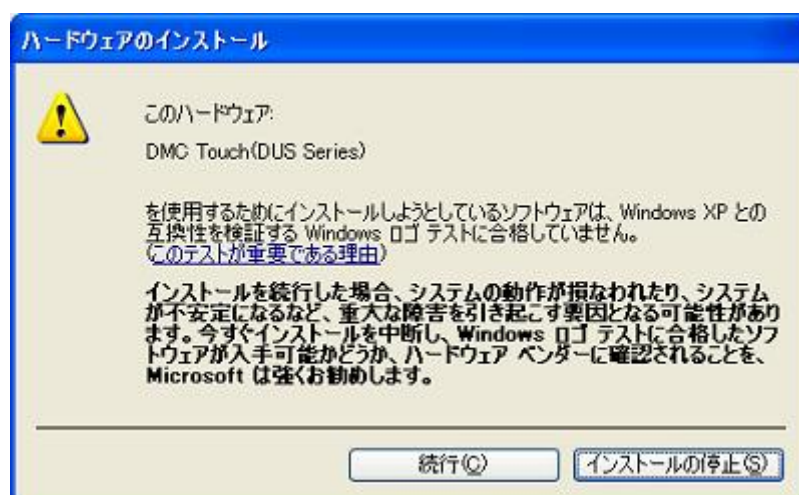 ハードウェアのインストール
このハードウェア:
DMC Touch(DUS Series)
を使用するためにインストールしようとしているソフトウェアは、Windows XP との
互換性を検証する Windows ロゴ テストに合格していません。
(このテストが重要である理由)
インストールを続行した場合、システムの動作が損なわれたり、システム
が不安定になるなど、重大な障害を引き起こす要因となる可能性があり
ます。今すぐインストールを中断し、Windows ロゴ テストに合格したソフ
トウェアが入手可能かどうか、ハードウェア ベンダーに確認されることを、
Microsoft は強くお勧めします。
続行(C)
インストールの停止(S)